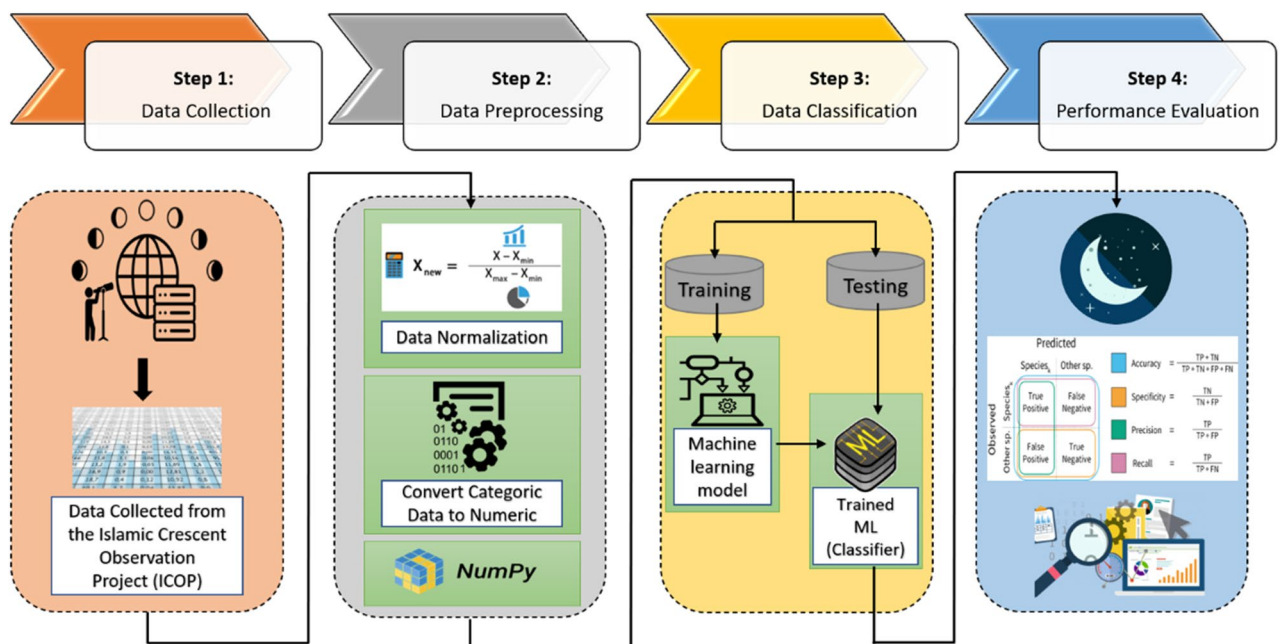 Step 1:
Data Collection
Step 2:
Data Preprocessing
Step 3:
Data Classification
Step 4:
Performance Evaluation
Data Collected from
the Islamic Crescent
Observation
Project (ICOP)
X new = X - X min / X max - X min
Data Normalization
01
0110
0001
01101
Convert Categoric
Data to Numeric
NumPy
Training
Testing
Machine
learning
model
ML
Trained
ML
(Classifier)
Predicted
Species Other sp.
Observed
Species
Other sp.
True
Positive
False
Negative
False
Positive
True
Negative
Accuracy = TP + TN / TP + TN + FP + FN
Specificity = TN / TN + FP
Precision = TP / TP + FP
Recall = TP / TP + FN